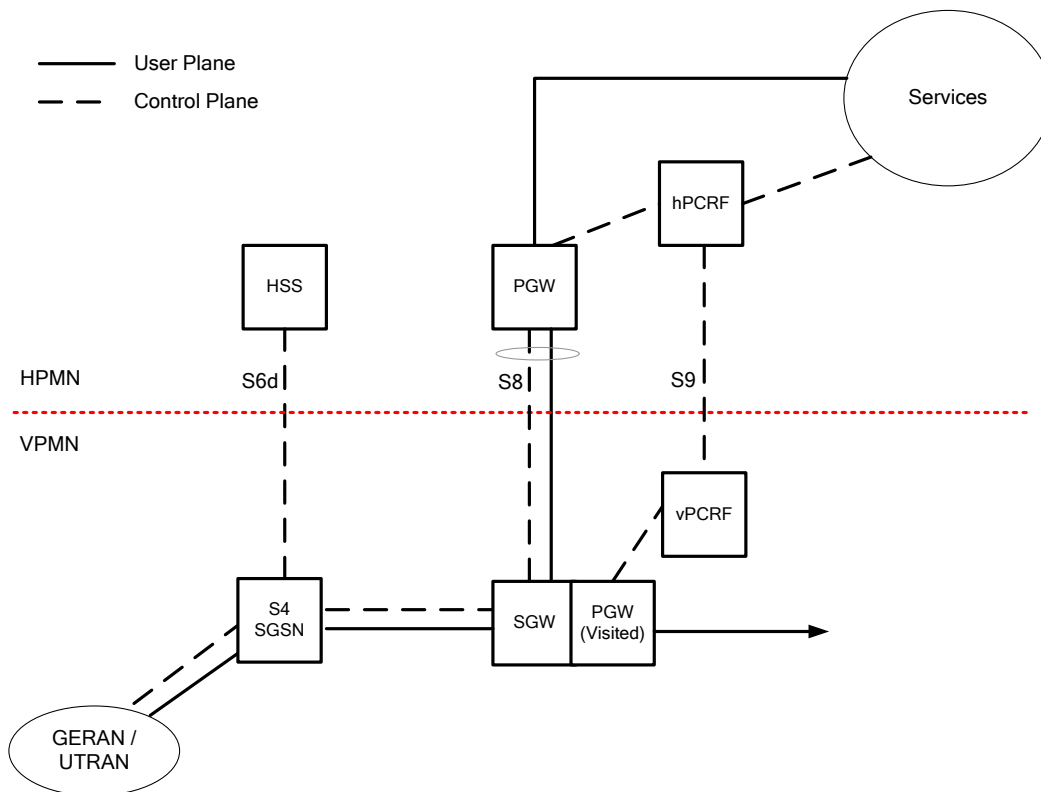 User Plane
Control Plane
Services
hPCRF
HSS
PGW
HPMN
S6d
S8
S9
VPMN
vPCRF
S4
SGSN
SGW
PGW
(Visited)
GERAN /
UTRAN